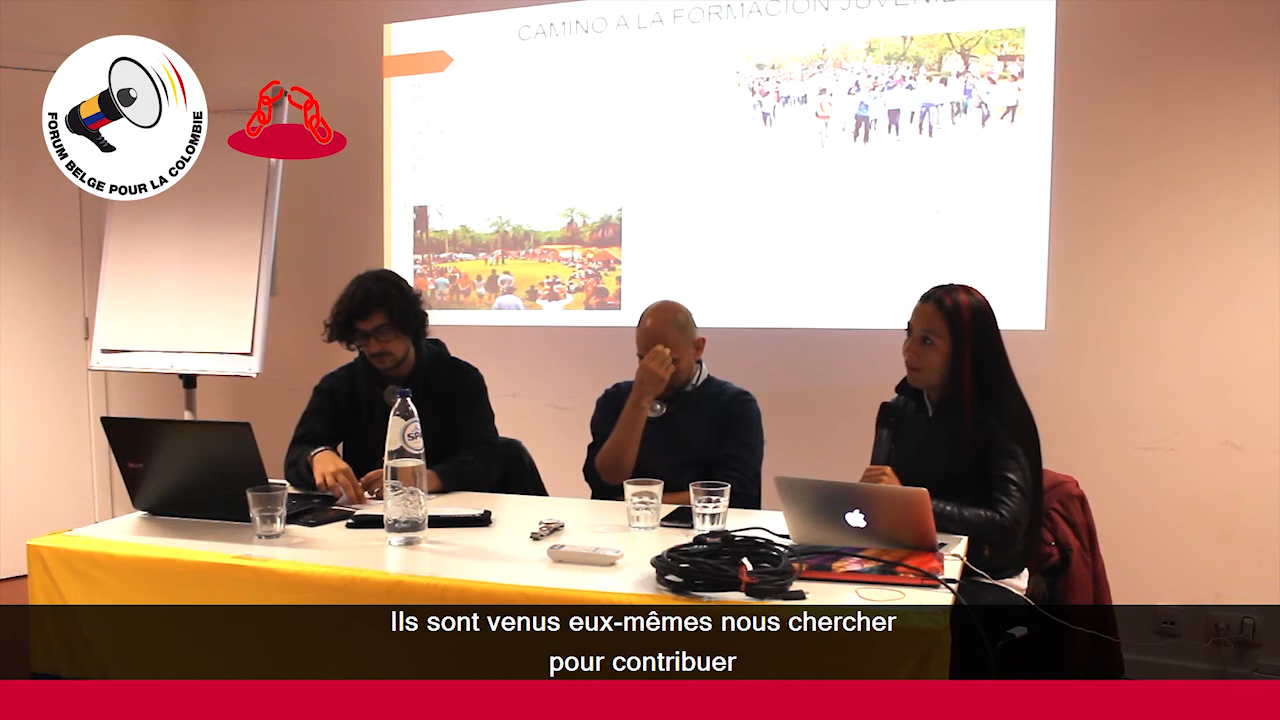 CAMINO A LA FORMACIÓN JUVENIL
FORUM BELGE POUR LA COLOMBIE
SPA
Ils sont venus eux-mêmes nous chercher
pour contribuer